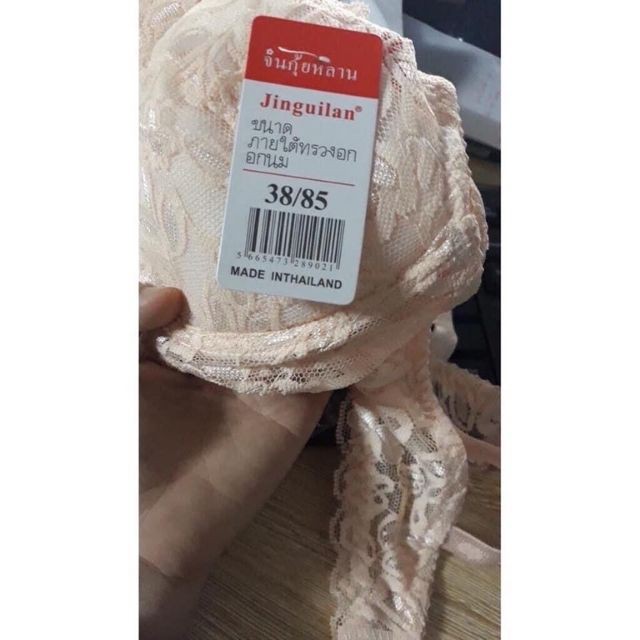 จินกุ้ยหลาน
Jinguilan®
ขนาด
ภายใต้ทรวงอก
อกนม
38/85
5 665473 289021
MADE INTHAILAND